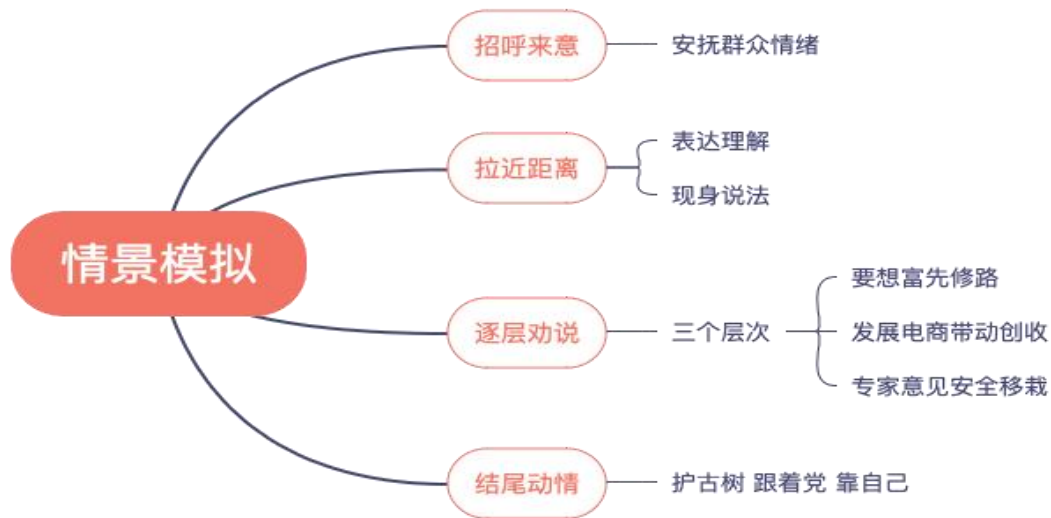 情景模拟
招呼来意
安抚群众情绪
拉近距离
表达理解
现身说法
逐层劝说
三个层次
要想富先修路
发展电商带动创收
专家意见安全移栽
结尾动情
护古树 跟着党 靠自己